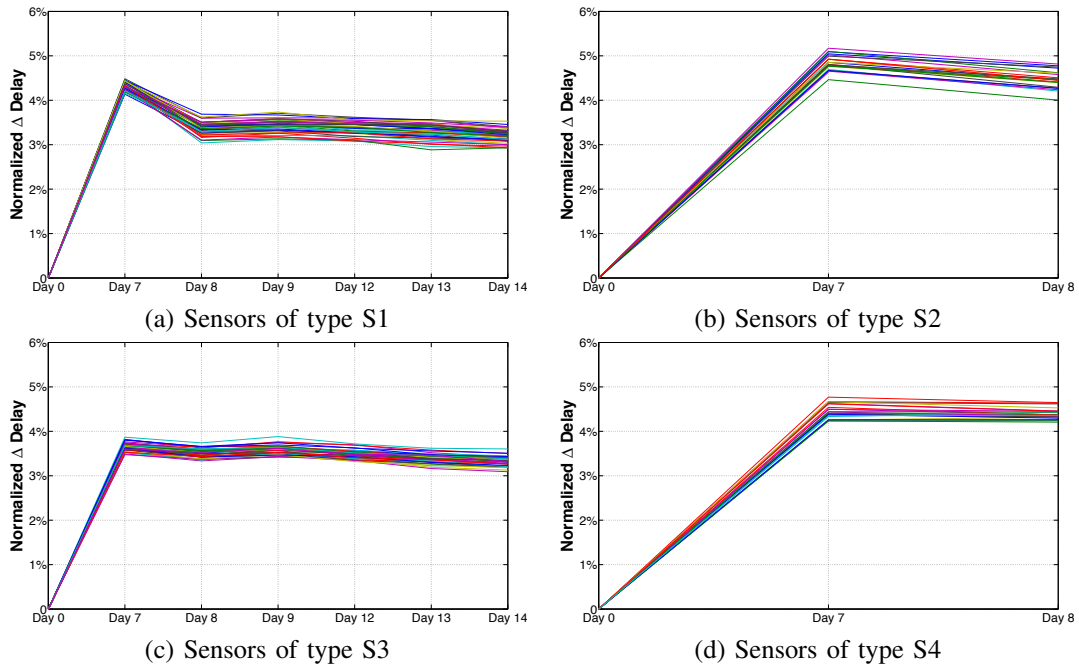 6%
5%
4%
3%
2%
1%
0
Normalized Δ Delay
Day 0 Day 7 Day 8 Day 9 Day 12 Day 13 Day 14
(a) Sensors of type S1
6%
5%
4%
3%
2%
1%
0
Normalized Δ Delay
Day 0 Day 7 Day 8
(b) Sensors of type S2
6%
5%
4%
3%
2%
1%
0
Normalized Δ Delay
Day 0 Day 7 Day 8 Day 9 Day 12 Day 13 Day 14
(c) Sensors of type S3
6%
5%
4%
3%
2%
1%
0
Normalized Δ Delay
Day 0 Day 7 Day 8
(d) Sensors of type S4